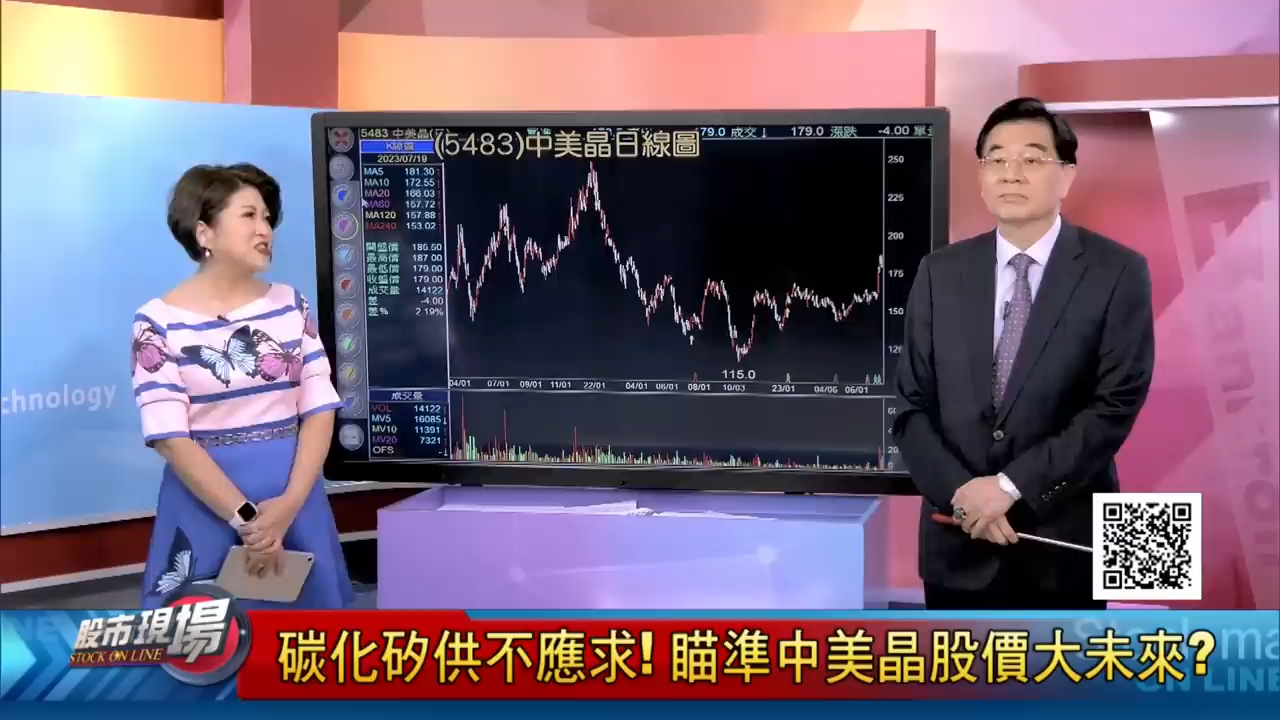 5483 中美晶
(5483)中美晶日線圖
179.0 成交↓ 179.0 漲跌 -4.00 單量
K線圖
2023/07/19
MA5 181.30
MA10 172.55
MA20 166.03
MA60 157.72
MA120 157.88
MA240 153.02
開盤價 185.50
最高價 187.00
最低價 179.00
收盤價 179.00
成交量 14122
差 -4.00
差% 2.19%
250
225
200
175
150
115.0
04/01 07/01 09/01 11/01 22/01 04/01 06/01 08/01 10/03 23/01 04/06 06/01
成交量
VOL 14122
MV5 16085
MV10 11391
MV20 7321
OFS
chnology
股市現場
STOCK ON LINE
碳化矽供不應求! 瞄準中美晶股價大未來?
ON LINE